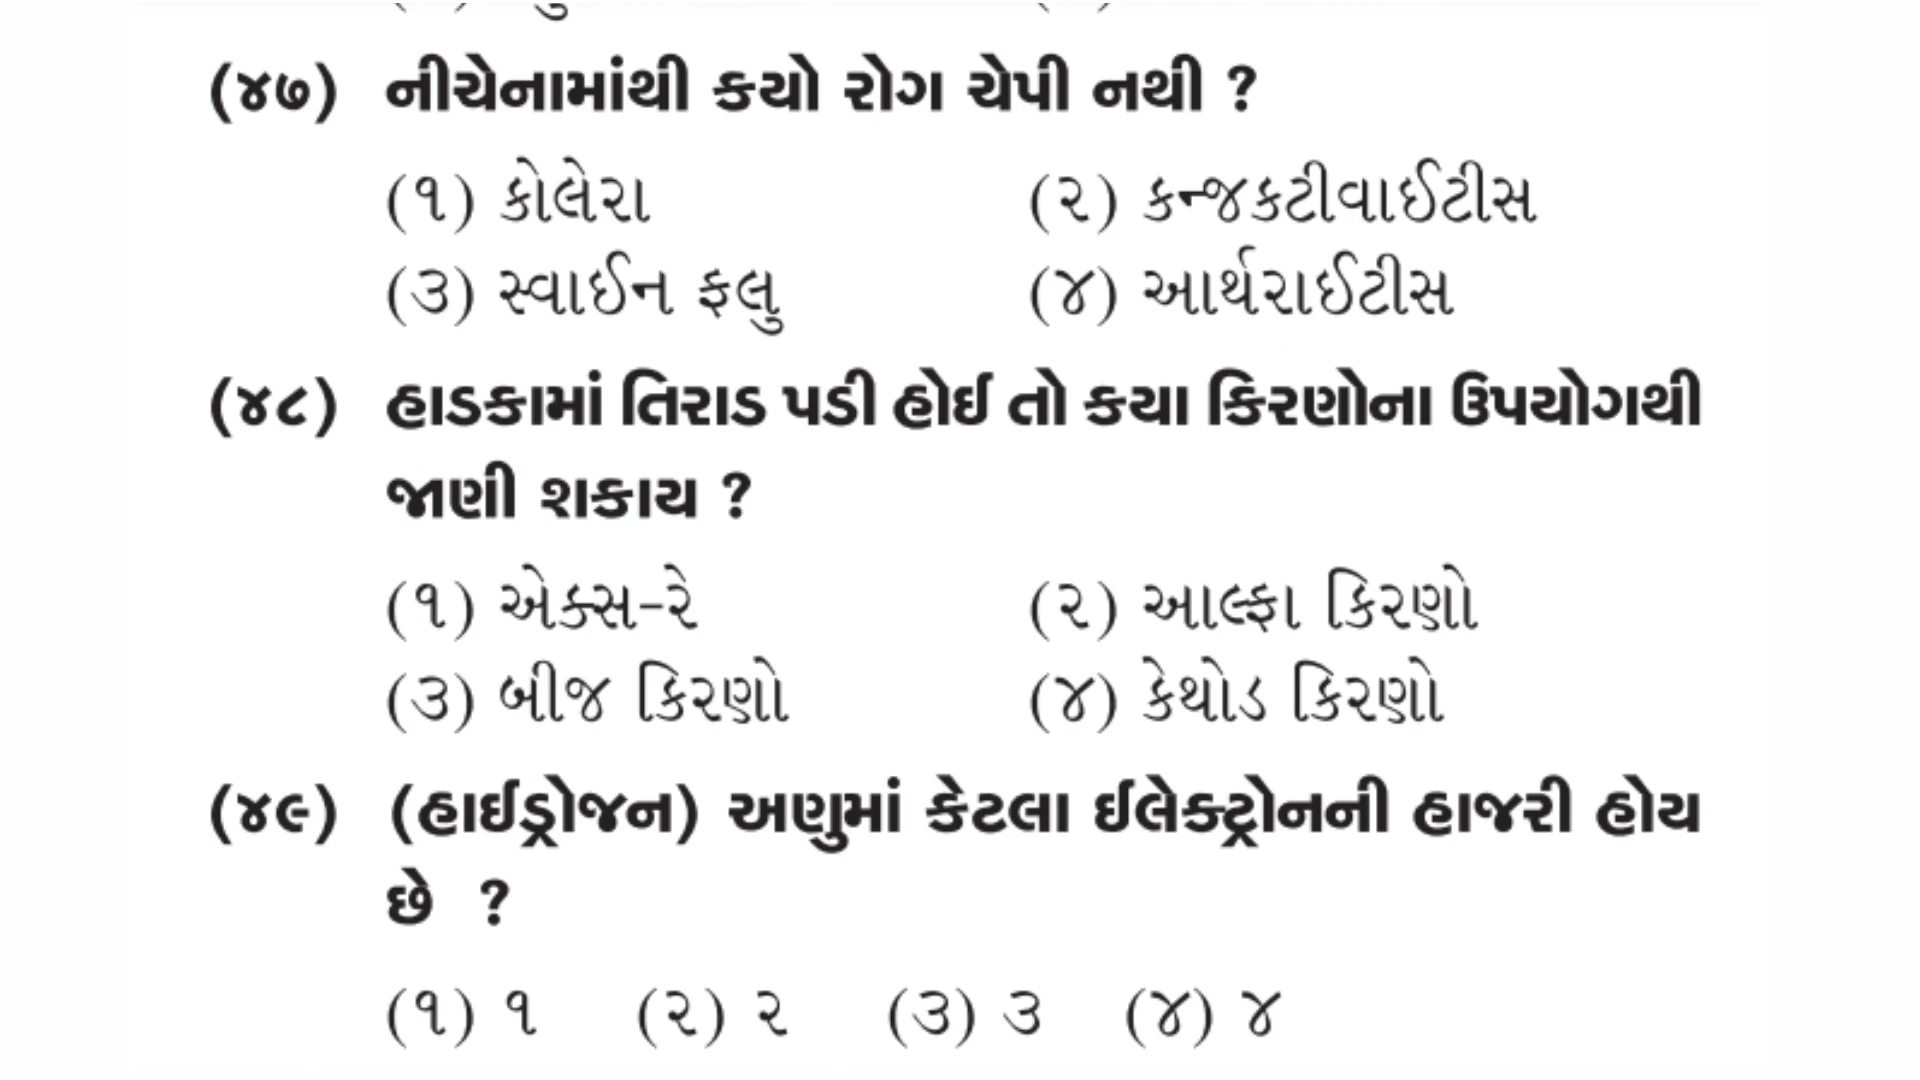 (૪૭) નીચેનામાંથી કયો રોગ ચેપી નથી ?
(૧) કોલેરા (૨) કન્જકટીવાઈટીસ
(૩) સ્વાઈન ફલુ (૪) આર્થરાઈટીસ
(૪૮) હાડકામાં તિરાડ પડી હોઈ તો કયા કિરણોના ઉપયોગથી
જાણી શકાય ?
(૧) એક્સ-રે (૨) આલ્ફા કિરણો
(૩) બીજ કિરણો (૪) કેથોડ કિરણો
(૪૯) (હાઈડ્રોજન) અણુમાં કેટલા ઈલેક્ટ્રોનની હાજરી હોય
છે ?
(૧) ૧ (૨) ૨ (૩) ૩ (૪) ૪